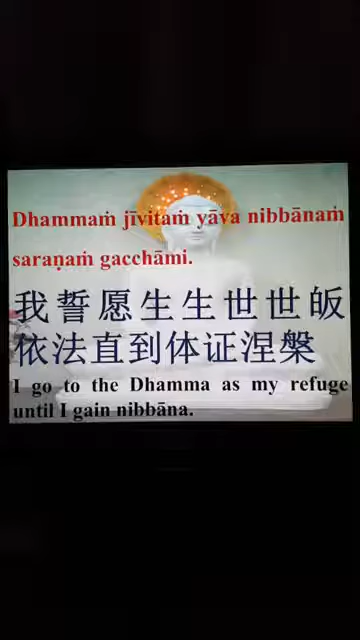 Dhammaṁ jīvitaṁ yāva nibbānaṁ
saraṇaṁ gacchāmi.
我誓愿生生世世皈
依法直到体证涅槃
I go to the Dhamma as my refuge
until I gain nibbāna.